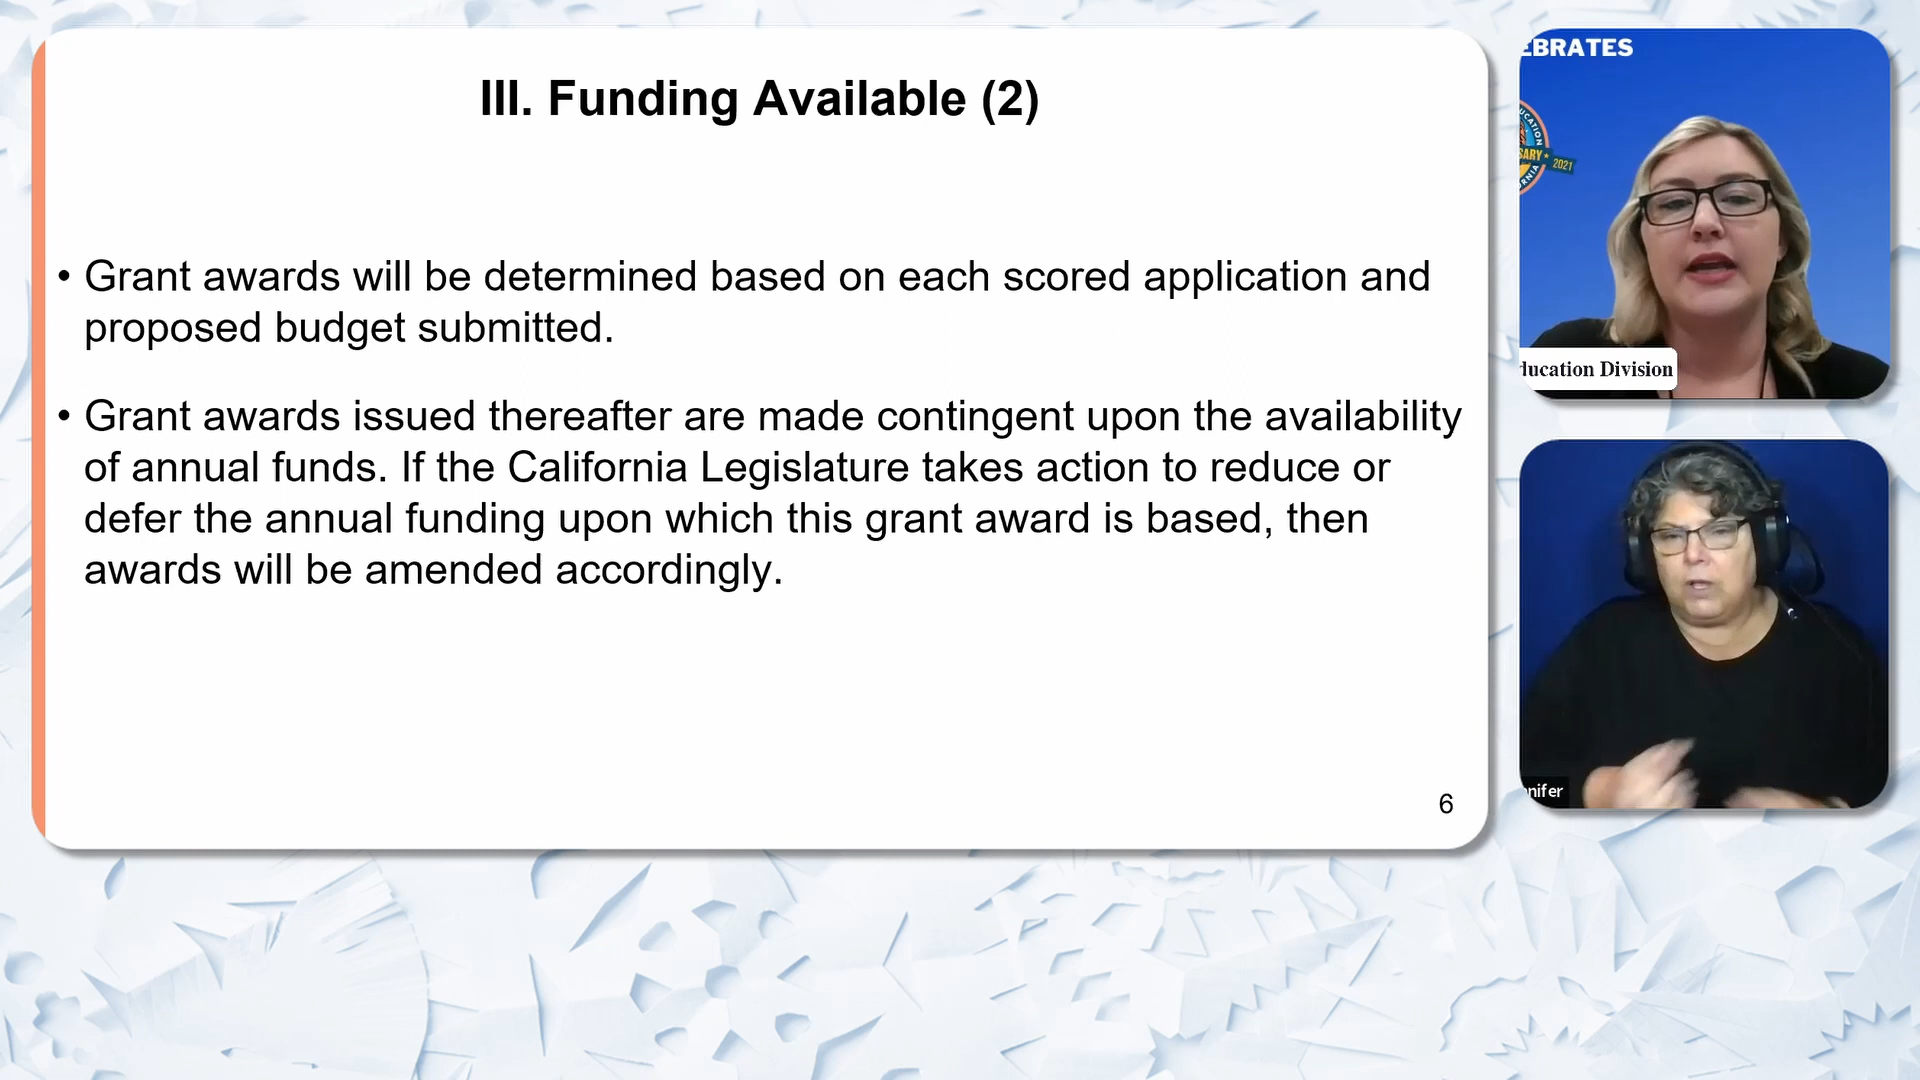 III. Funding Available (2)
• Grant awards will be determined based on each scored application and
proposed budget submitted.
• Grant awards issued thereafter are made contingent upon the availability
of annual funds. If the California Legislature takes action to reduce or
defer the annual funding upon which this grant award is based, then
awards will be amended accordingly.
6
EBRATES
UCATION
SARY
2021
RNIA
ducation Division
nifer